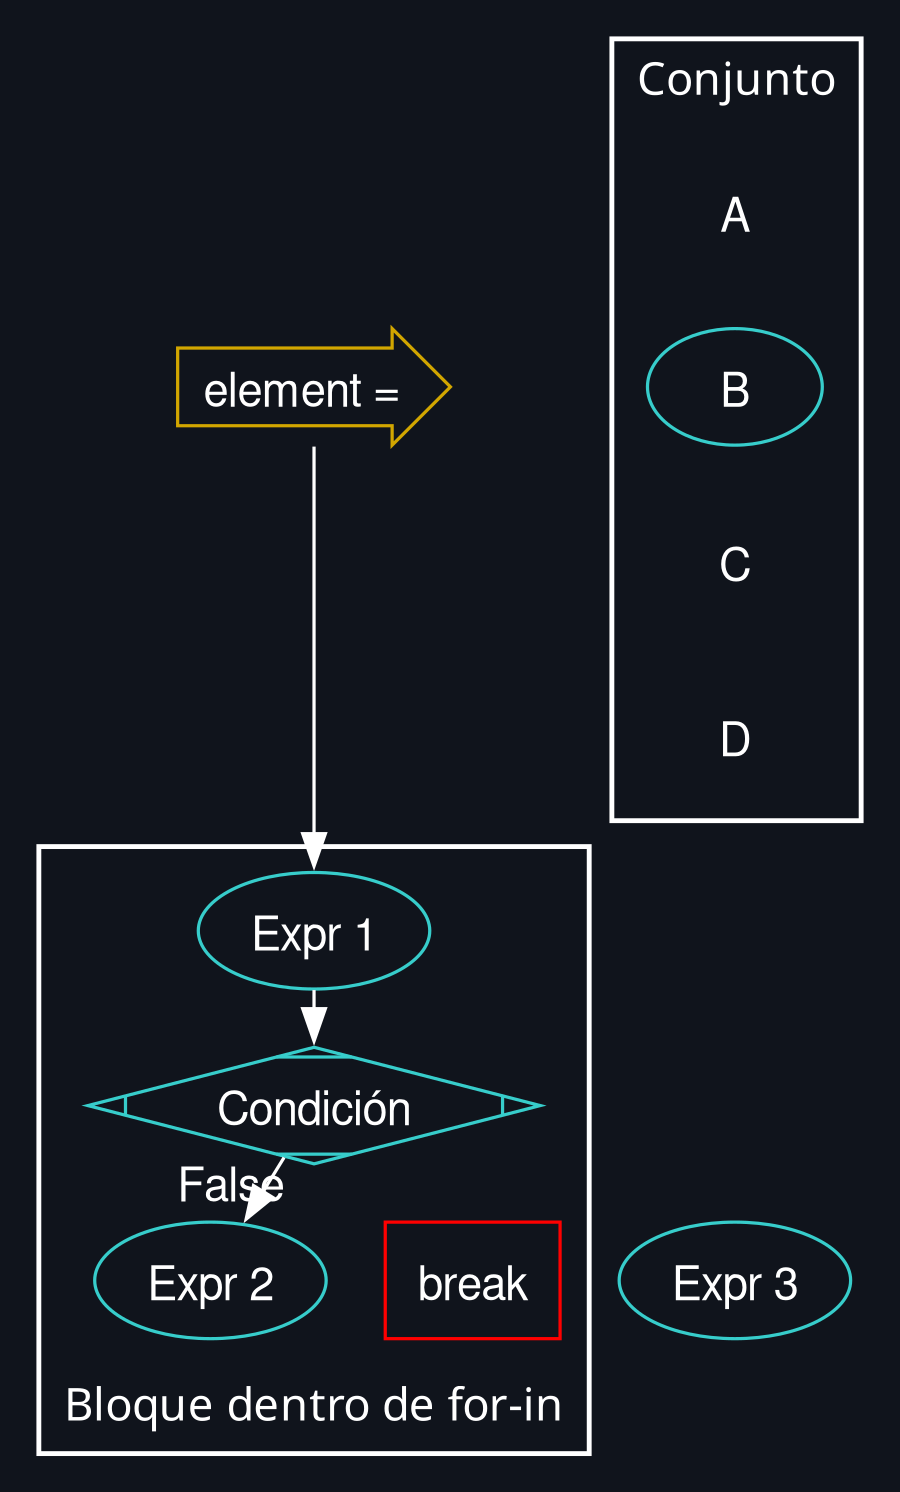 Conjunto
A
element =
B
C
D
Expr 1
Condición
False
Expr 2
break
Expr 3
Bloque dentro de for-in